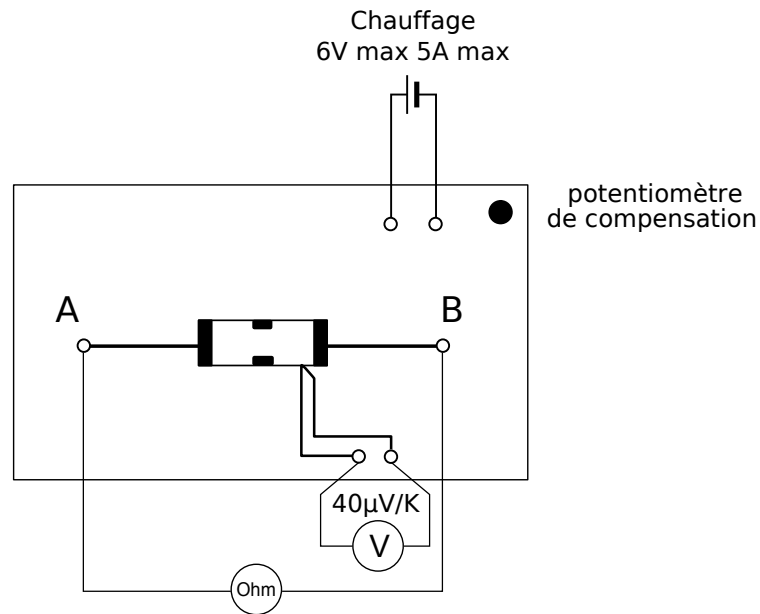 Chauffage
6V max 5A max
potentiomètre
de compensation
A
B
40µV/K
V
Ohm